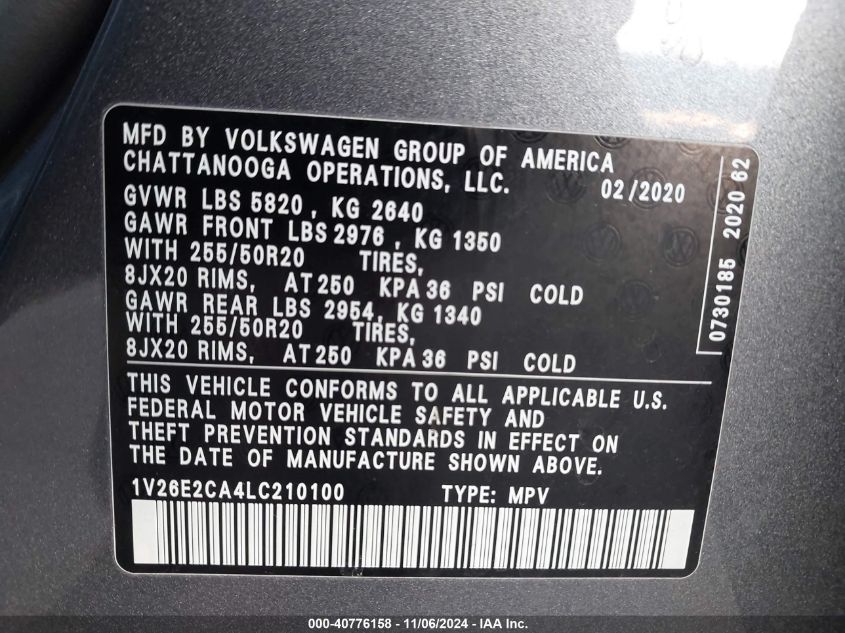 MFD BY VOLKSWAGEN GROUP OF AMERICA
CHATTANOOGA OPERATIONS, LLC. 02/2020
GVWR LBS 5820 , KG 2640
GAWR FRONT LBS 2976 , KG 1350
WITH 255/50R20 TIRES,
8JX20 RIMS, AT 250 KPA 36 PSI COLD
GAWR REAR LBS 2954, KG 1340
WITH 255/50R20 TIRES,
8JX20 RIMS, AT 250 KPA 36 PSI COLD
0730185 2020 62
THIS VEHICLE CONFORMS TO ALL APPLICABLE U.S.
FEDERAL MOTOR VEHICLE SAFETY AND
THEFT PREVENTION STANDARDS IN EFFECT ON
THE DATE OF MANUFACTURE SHOWN ABOVE.
1V26E2CA4LC210100 TYPE: MPV
000-40776158 - 11/06/2024 - IAA Inc.